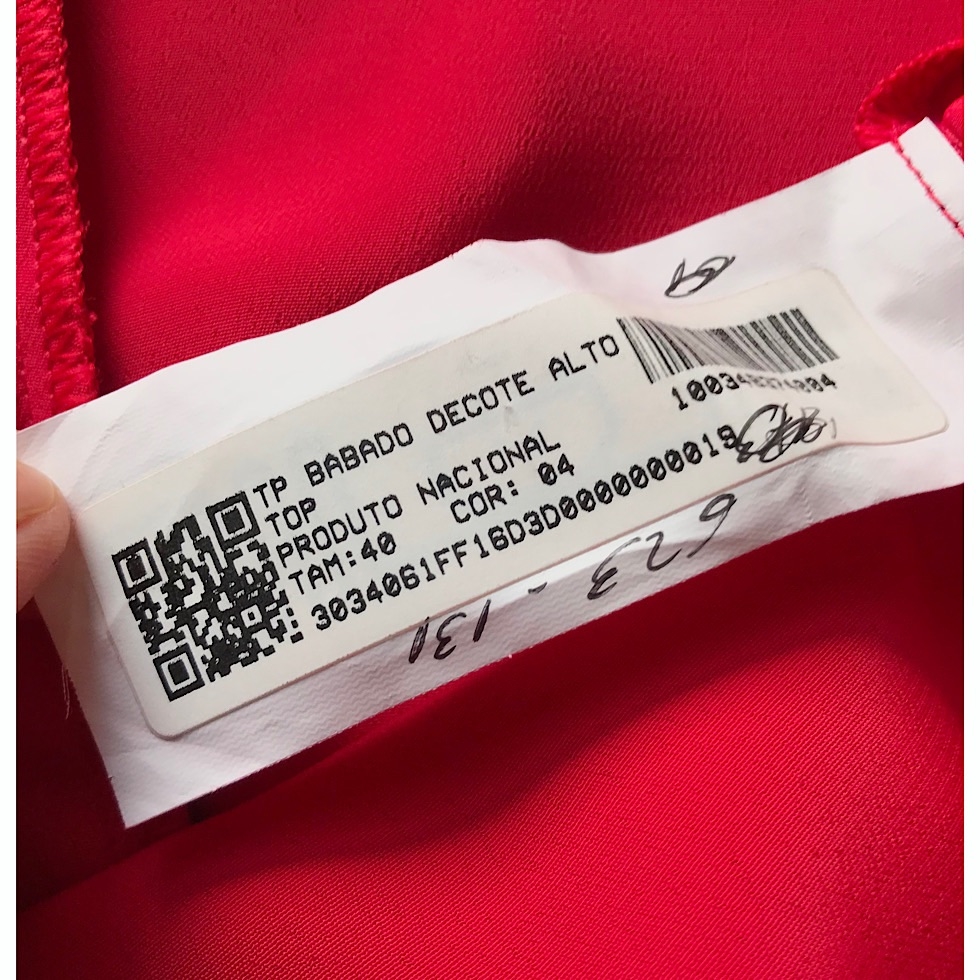 TP BABADO DECOTE ALTO
TOP
PRODUTO NACIONAL
TAM:40 COR: 04
3034061FF16D3D0000000019
623-131